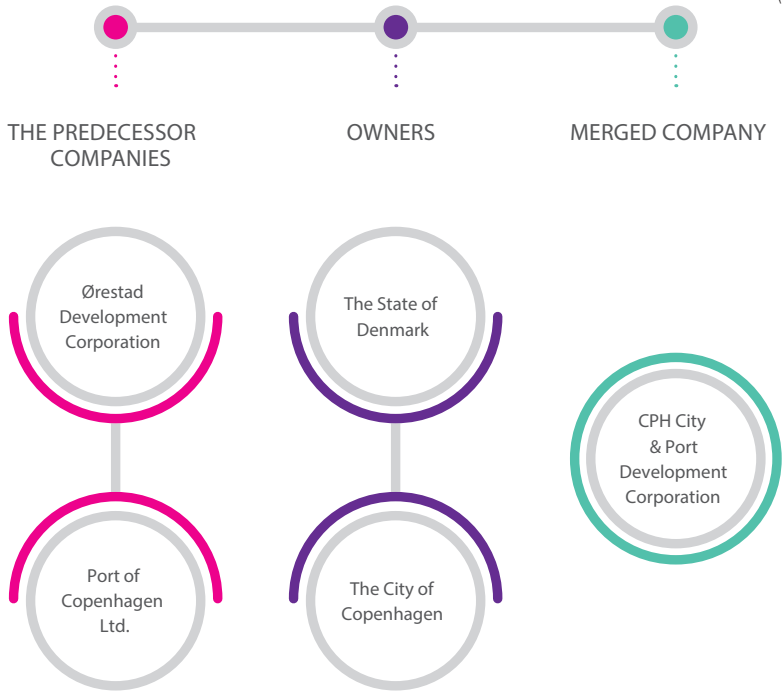 THE PREDECESSOR
COMPANIES
OWNERS
MERGED COMPANY
Ørestad
Development
Corporation
The State of
Denmark
CPH City
& Port
Development
Corporation
Port of
Copenhagen
Ltd.
The City of
Copenhagen